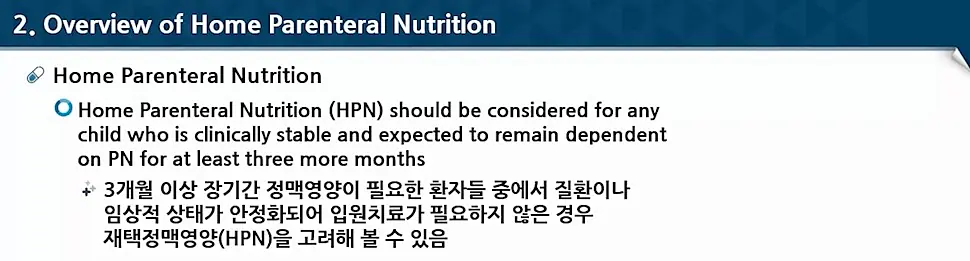 2. Overview of Home Parenteral Nutrition
Home Parenteral Nutrition
Home Parenteral Nutrition (HPN) should be considered for any
child who is clinically stable and expected to remain dependent
on PN for at least three more months
3개월 이상 장기간 정맥영양이 필요한 환자들 중에서 질환이나
임상적 상태가 안정화되어 입원치료가 필요하지 않은 경우
재택정맥영양(HPN)을 고려해 볼 수 있음